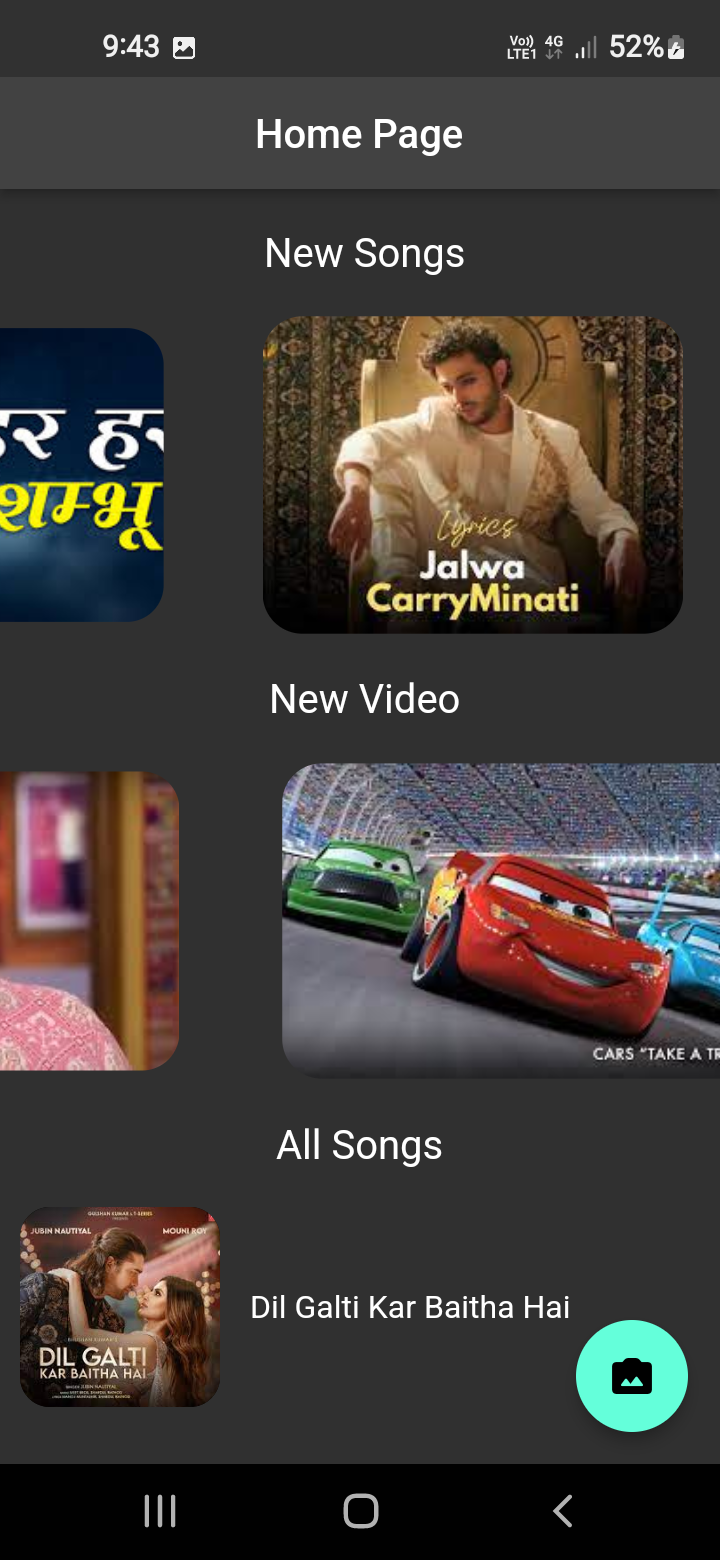 9:43
Vo))
LTE1
4G
52%
Home Page
New Songs
हर हर
शम्भू
Lyrics
Jalwa
CarryMinati
New Video
CARS "TAKE A TR
All Songs
GULSHAN KUMAR & T-SERIES
JUBIN NAUTIYAL
MOUNI ROY
DIL GALTI
KAR BAITHA HAI
Dil Galti Kar Baitha Hai